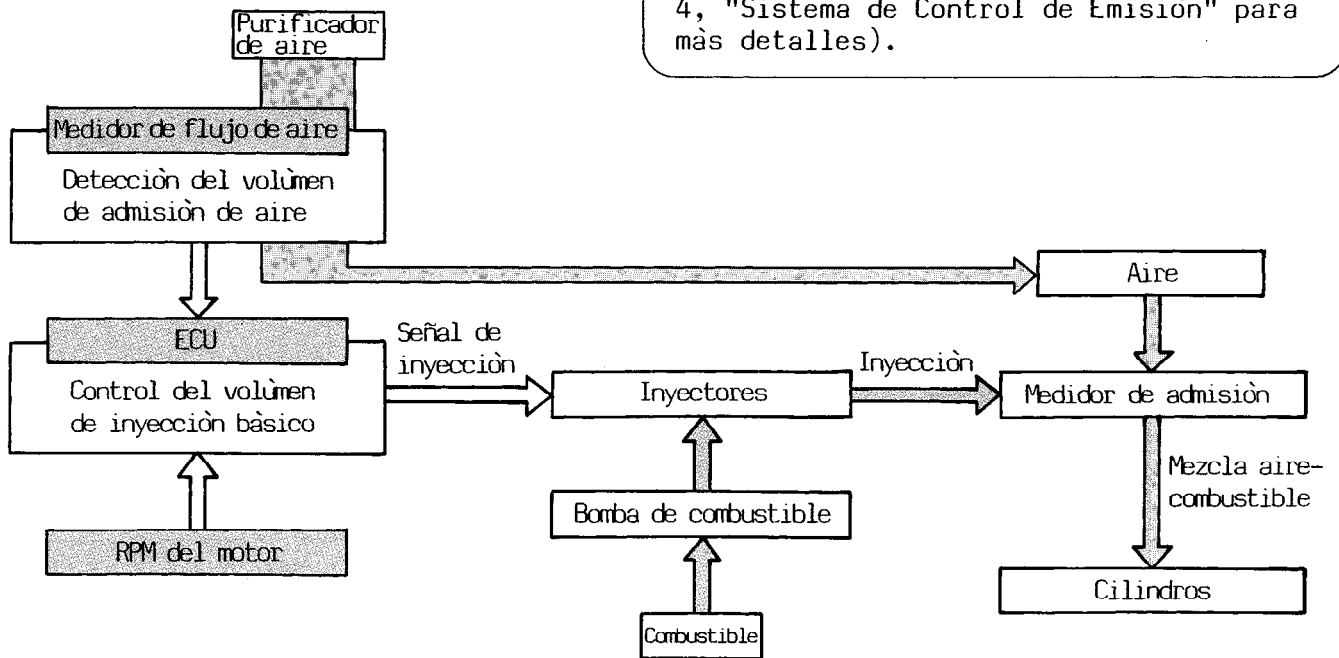 4, "Sistema de Control de Emisiòn" para
màs detalles).
Purificador
de aire
Medidor de flujo de aire
Detecciòn del volùmen
de admisiòn de aire
Aire
ECU
Señal de
inyecciòn
Control del volùmen
de inyecciòn bàsico
Inyectores
Inyecciòn
Medidor de admisiòn
Mezcla aire-
combustible
Bomba de combustible
RPM del motor
Cilindros
Combustible